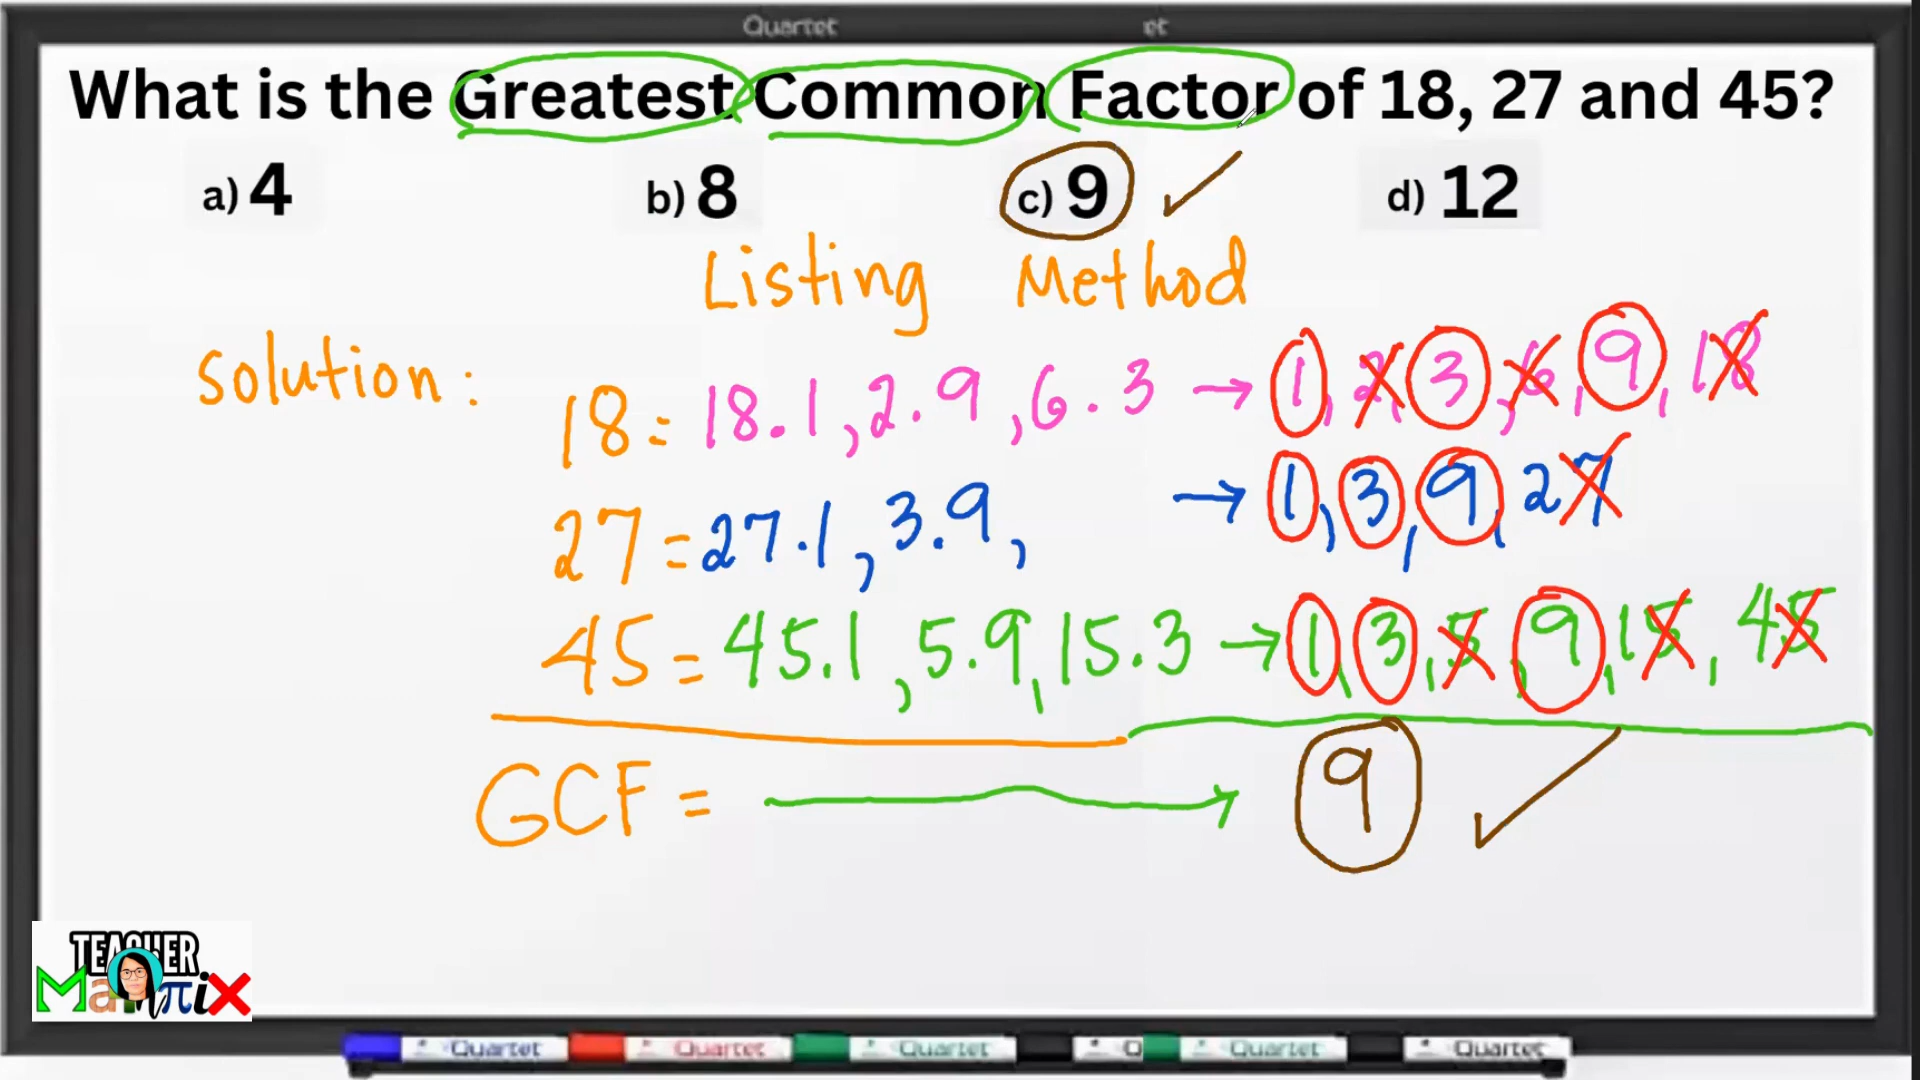 Quartet et
What is the Greatest Common Factor of 18, 27 and 45?
a) 4 b) 8 c) 9 d) 12
Listing Method
Solution:
18 = 18.1, 2.9, 6.3 → 1, 2, 3, 6, 9, 18
27 = 27.1, 3.9, → 1, 3, 9, 27
45 = 45.1, 5.9, 15.3 → 1, 3, 5, 9, 15, 45
GCF = → 9
TEACHER
Quartet Quartet Quartet Q Quartet Quartet